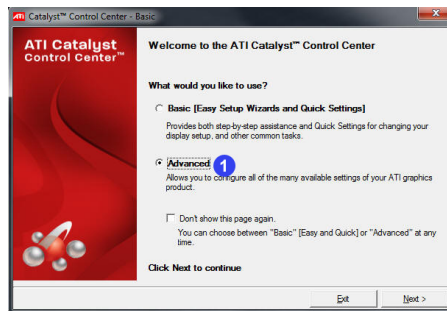 ATI Catalyst™ Control Center - Basic
ATI Catalyst
Control Center™
Welcome to the ATI Catalyst™ Control Center
What would you like to use?
Basic [Easy Setup Wizards and Quick Settings]
Provides both step-by-step assistance and Quick Settings for changing your
display setup, and other common tasks.
Advanced 1
Allows you to configure all of the many available settings of your ATI graphics
product.
Don't show this page again.
You can choose between "Basic" [Easy and Quick] or "Advanced" at any
time.
Click Next to continue
Exit
Next >